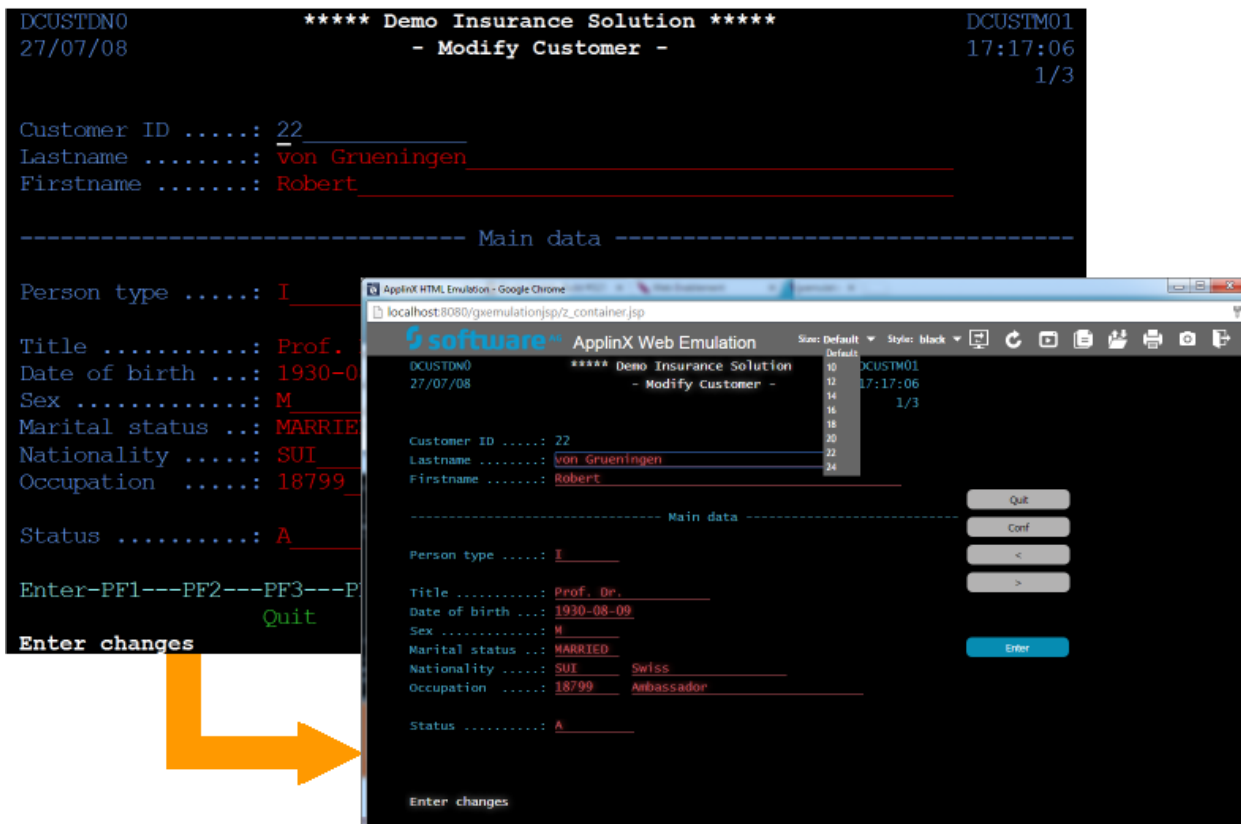 DCUSTDN0 ***** Demo Insurance Solution ***** DCUSTM01
27/07/08 - Modify Customer - 17:17:06
1/3
Customer ID .....: 22
Lastname ........: von Grueningen
Firstname .......: Robert
-------------------------------- Main data ----------------------------------
Person type .....: I
Title ...........: Prof.
Date of birth ...: 1930-0
Sex .............: M
Marital status ..: MARRIE
Nationality .....: SUI
Occupation .....: 18799
Status ..........: A
Enter-PF1---PF2---PF3---P
Quit
Enter changes
ApplinX HTML Emulation - Google Chrome
localhost:8080/gxemulationjsp/z_container.jsp
software AG ApplinX Web Emulation Size: Default Style: black
Default
10
12
14
16
18
20
22
24
DCUSTDN0 ***** Demo Insurance Solution DCUSTM01
27/07/08 - Modify Customer - 17:17:06
1/3
Customer ID .....: 22
Lastname ........: von Grueningen
Firstname .......: Robert
-------------------------------- Main data ---------------------------
Person type .....: I
Title ...........: Prof. Dr.
Date of birth ...: 1930-08-09
Sex .............: M
Marital status ..: MARRIED
Nationality .....: SUI Swiss
Occupation .....: 18799 Ambassador
Status ..........: A
Enter changes
Quit
Conf
<
>
Enter